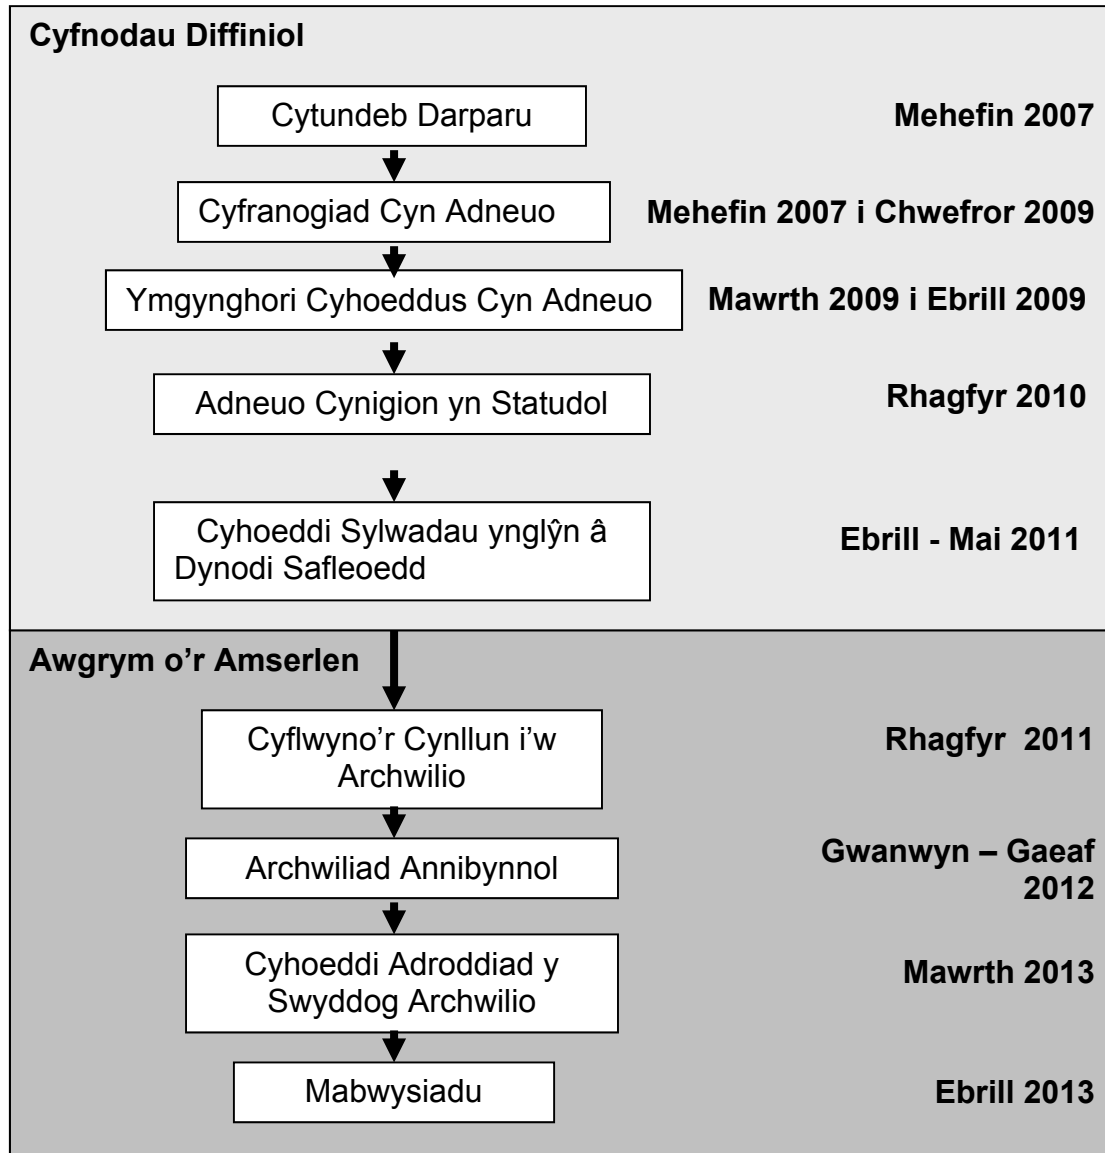 Cyfnodau Diffiniol
Cytundeb Darparu
Mehefin 2007
Cyfranogiad Cyn Adneuo
Mehefin 2007 i Chwefror 2009
Ymgynghori Cyhoeddus Cyn Adneuo
Mawrth 2009 i Ebrill 2009
Adneuo Cynigion yn Statudol
Rhagfyr 2010
Cyhoeddi Sylwadau ynglŷn â
Dynodi Safleoedd
Ebrill - Mai 2011
Awgrym o’r Amserlen
Cyflwyno’r Cynllun i’w
Archwilio
Rhagfyr  2011
Archwiliad Annibynnol
Gwanwyn – Gaeaf
2012
Cyhoeddi Adroddiad y
Swyddog Archwilio
Mawrth 2013
Mabwysiadu
Ebrill 2013